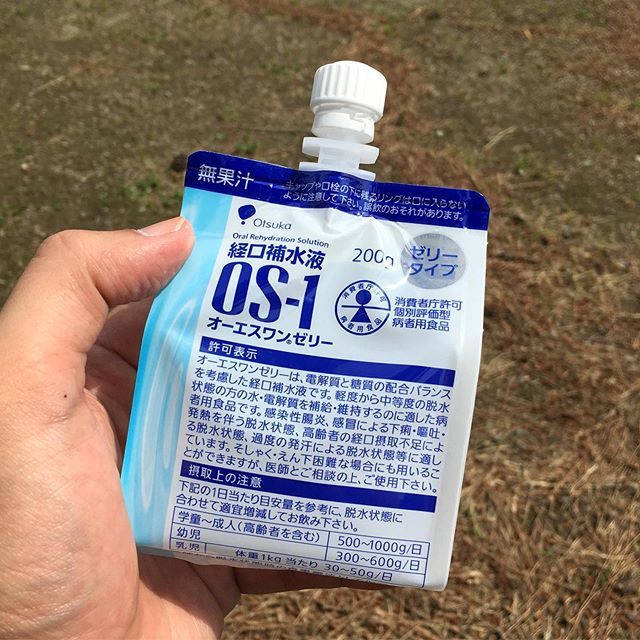 無果汁
キャップや口栓の下に残るリングは口に入らない
ように注意して下さい。誤飲のおそれがあります。
Otsuka
Oral Rehydration Solution
経口補水液
200g
ゼリー
タイプ
OS-1
オーエスワン®ゼリー
消費者庁許可
病者用食品
消費者庁許可
個別評価型
病者用食品
許可表示
オーエスワンゼリーは、電解質と糖質の配合バランス
を考慮した経口補水液です。軽度から中等度の脱水
状態の方の水・電解質を補給・維持するのに適した病
者用食品です。感染性腸炎、感冒による下痢・嘔吐・
発熱を伴う脱水状態、高齢者の経口摂取不足によ
る脱水状態、過度の発汗による脱水状態等に適し
ています。そしゃく・えん下困難な場合にも用いるこ
とができますが、医師とご相談の上、ご使用下さい。
摂取上の注意
下記の1日当たり目安量を参考に、脱水状態に
合わせて適宜増減してお飲み下さい。
学童〜成人(高齢者を含む) 500〜1000g/日
幼児 300〜600g/日
乳児 体重1kg当たり 30〜50g/日